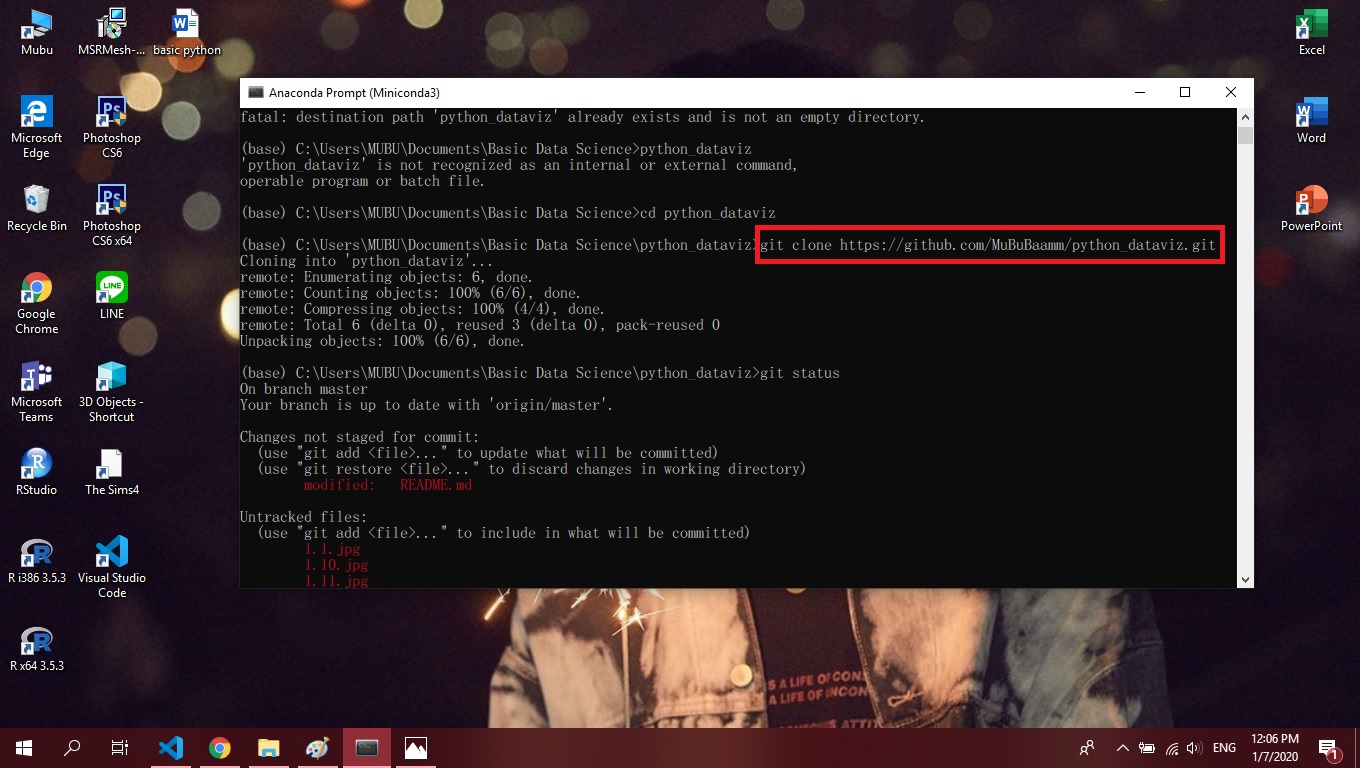 Mubu
MSRMesh-...
basic python
Microsoft
Edge
Photoshop
CS6
Recycle Bin
Photoshop
CS6 x64
Google
Chrome
LINE
LINE
Microsoft
Teams
3D Objects -
Shortcut
RStudio
The Sims4
R i386 3.5.3
Visual Studio
Code
R x64 3.5.3
Excel
Word
PowerPoint
Anaconda Prompt (Miniconda3)
fatal: destination path 'python_dataviz' already exists and is not an empty directory.
(base) C:\Users\MUBU\Documents\Basic Data Science>python_dataviz
'python_dataviz' is not recognized as an internal or external command,
operable program or batch file.
(base) C:\Users\MUBU\Documents\Basic Data Science>cd python_dataviz
(base) C:\Users\MUBU\Documents\Basic Data Science\python_dataviz>git clone https://github.com/MuBuBaamm/python_dataviz.git
Cloning into 'python_dataviz'...
remote: Enumerating objects: 6, done.
remote: Counting objects: 100% (6/6), done.
remote: Compressing objects: 100% (4/4), done.
remote: Total 6 (delta 0), reused 3 (delta 0), pack-reused 0
Unpacking objects: 100% (6/6), done.
(base) C:\Users\MUBU\Documents\Basic Data Science\python_dataviz>git status
On branch master
Your branch is up to date with 'origin/master'.
Changes not staged for commit:
(use "git add <file>..." to update what will be committed)
(use "git restore <file>..." to discard changes in working directory)
modified: README.md
Untracked files:
(use "git add <file>..." to include in what will be committed)
1.1.jpg
1.10.jpg
1.11.jpg
S A LIFE OF CONS
A LIFE OF UNCON
ATTIT
ENG
12:06 PM
1/7/2020
1